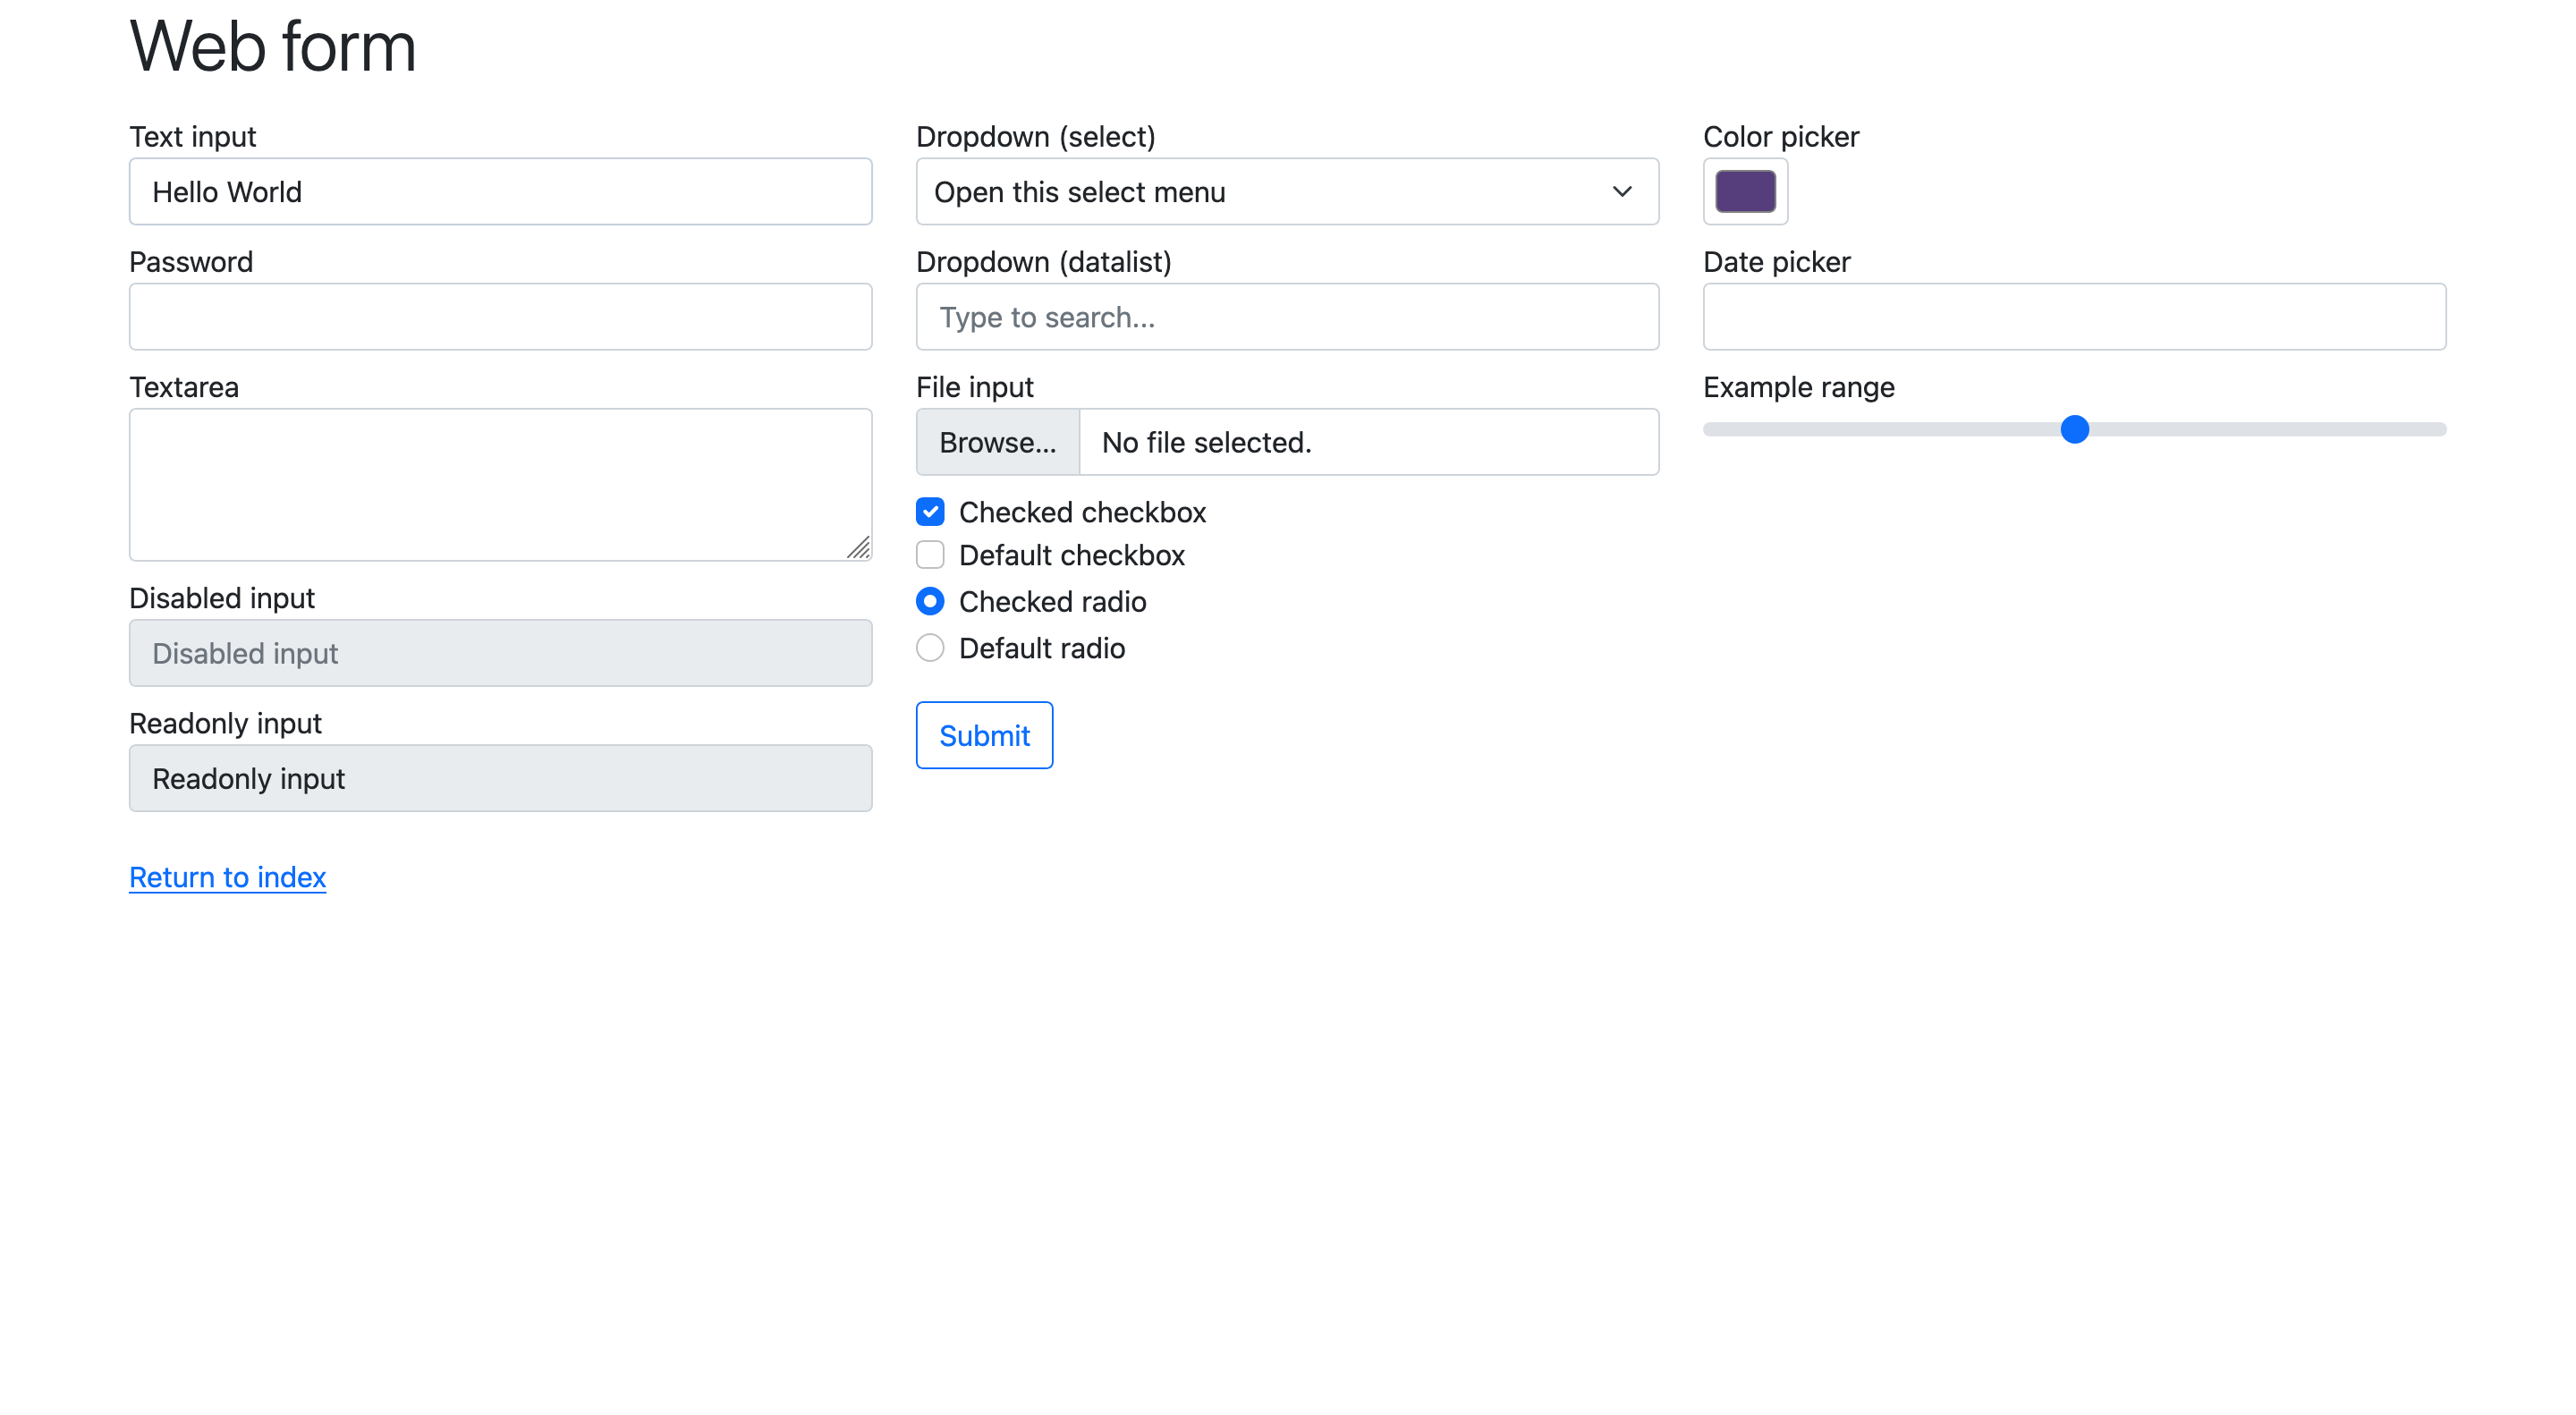 Web form
Text input
Hello World
Password
Textarea
Disabled input
Disabled input
Readonly input
Readonly input
Return to index
Dropdown (select)
Open this select menu
Dropdown (datalist)
Type to search...
File input
Browse... No file selected.
Checked checkbox
Default checkbox
Checked radio
Default radio
Submit
Color picker
Date picker
Example range